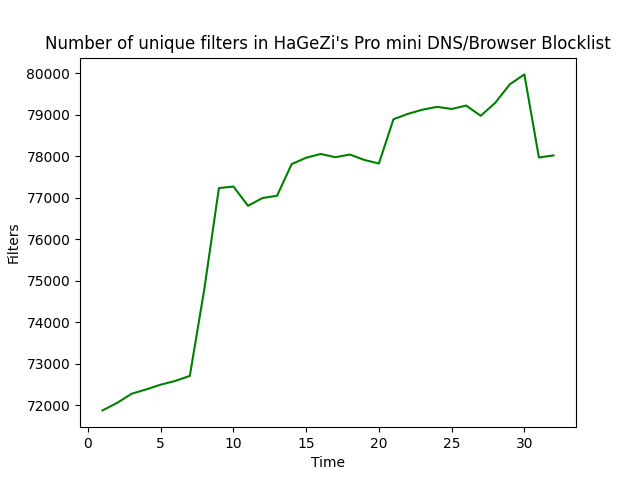 Number of unique filters in HaGeZi's Pro mini DNS/Browser Blocklist
80000
79000
78000
77000
76000
75000
74000
73000
72000
Filters
0 5 10 15 20 25 30
Time